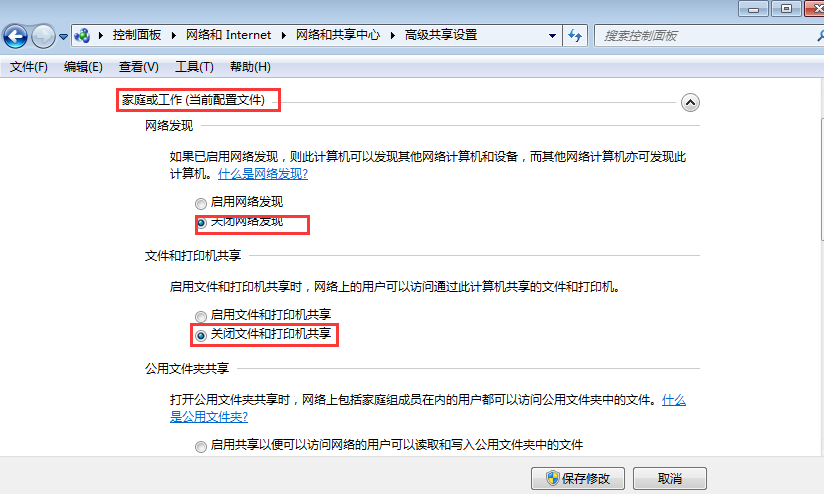 控制面板 网络和 Internet 网络和共享中心 高级共享设置 搜索控制面板
文件(F) 编辑(E) 查看(V) 工具(T) 帮助(H)
家庭或工作 (当前配置文件)
网络发现
如果已启用网络发现，则此计算机可以发现其他网络计算机和设备，而其他网络计算机亦可发现此
计算机。什么是网络发现?
启用网络发现
关闭网络发现
文件和打印机共享
启用文件和打印机共享时，网络上的用户可以访问通过此计算机共享的文件和打印机。
启用文件和打印机共享
关闭文件和打印机共享
公用文件夹共享
打开公用文件夹共享时，网络上包括家庭组成员在内的用户都可以访问公用文件夹中的文件。什么
是公用文件夹?
启用共享以便可以访问网络的用户可以读取和写入公用文件夹中的文件
保存修改 取消